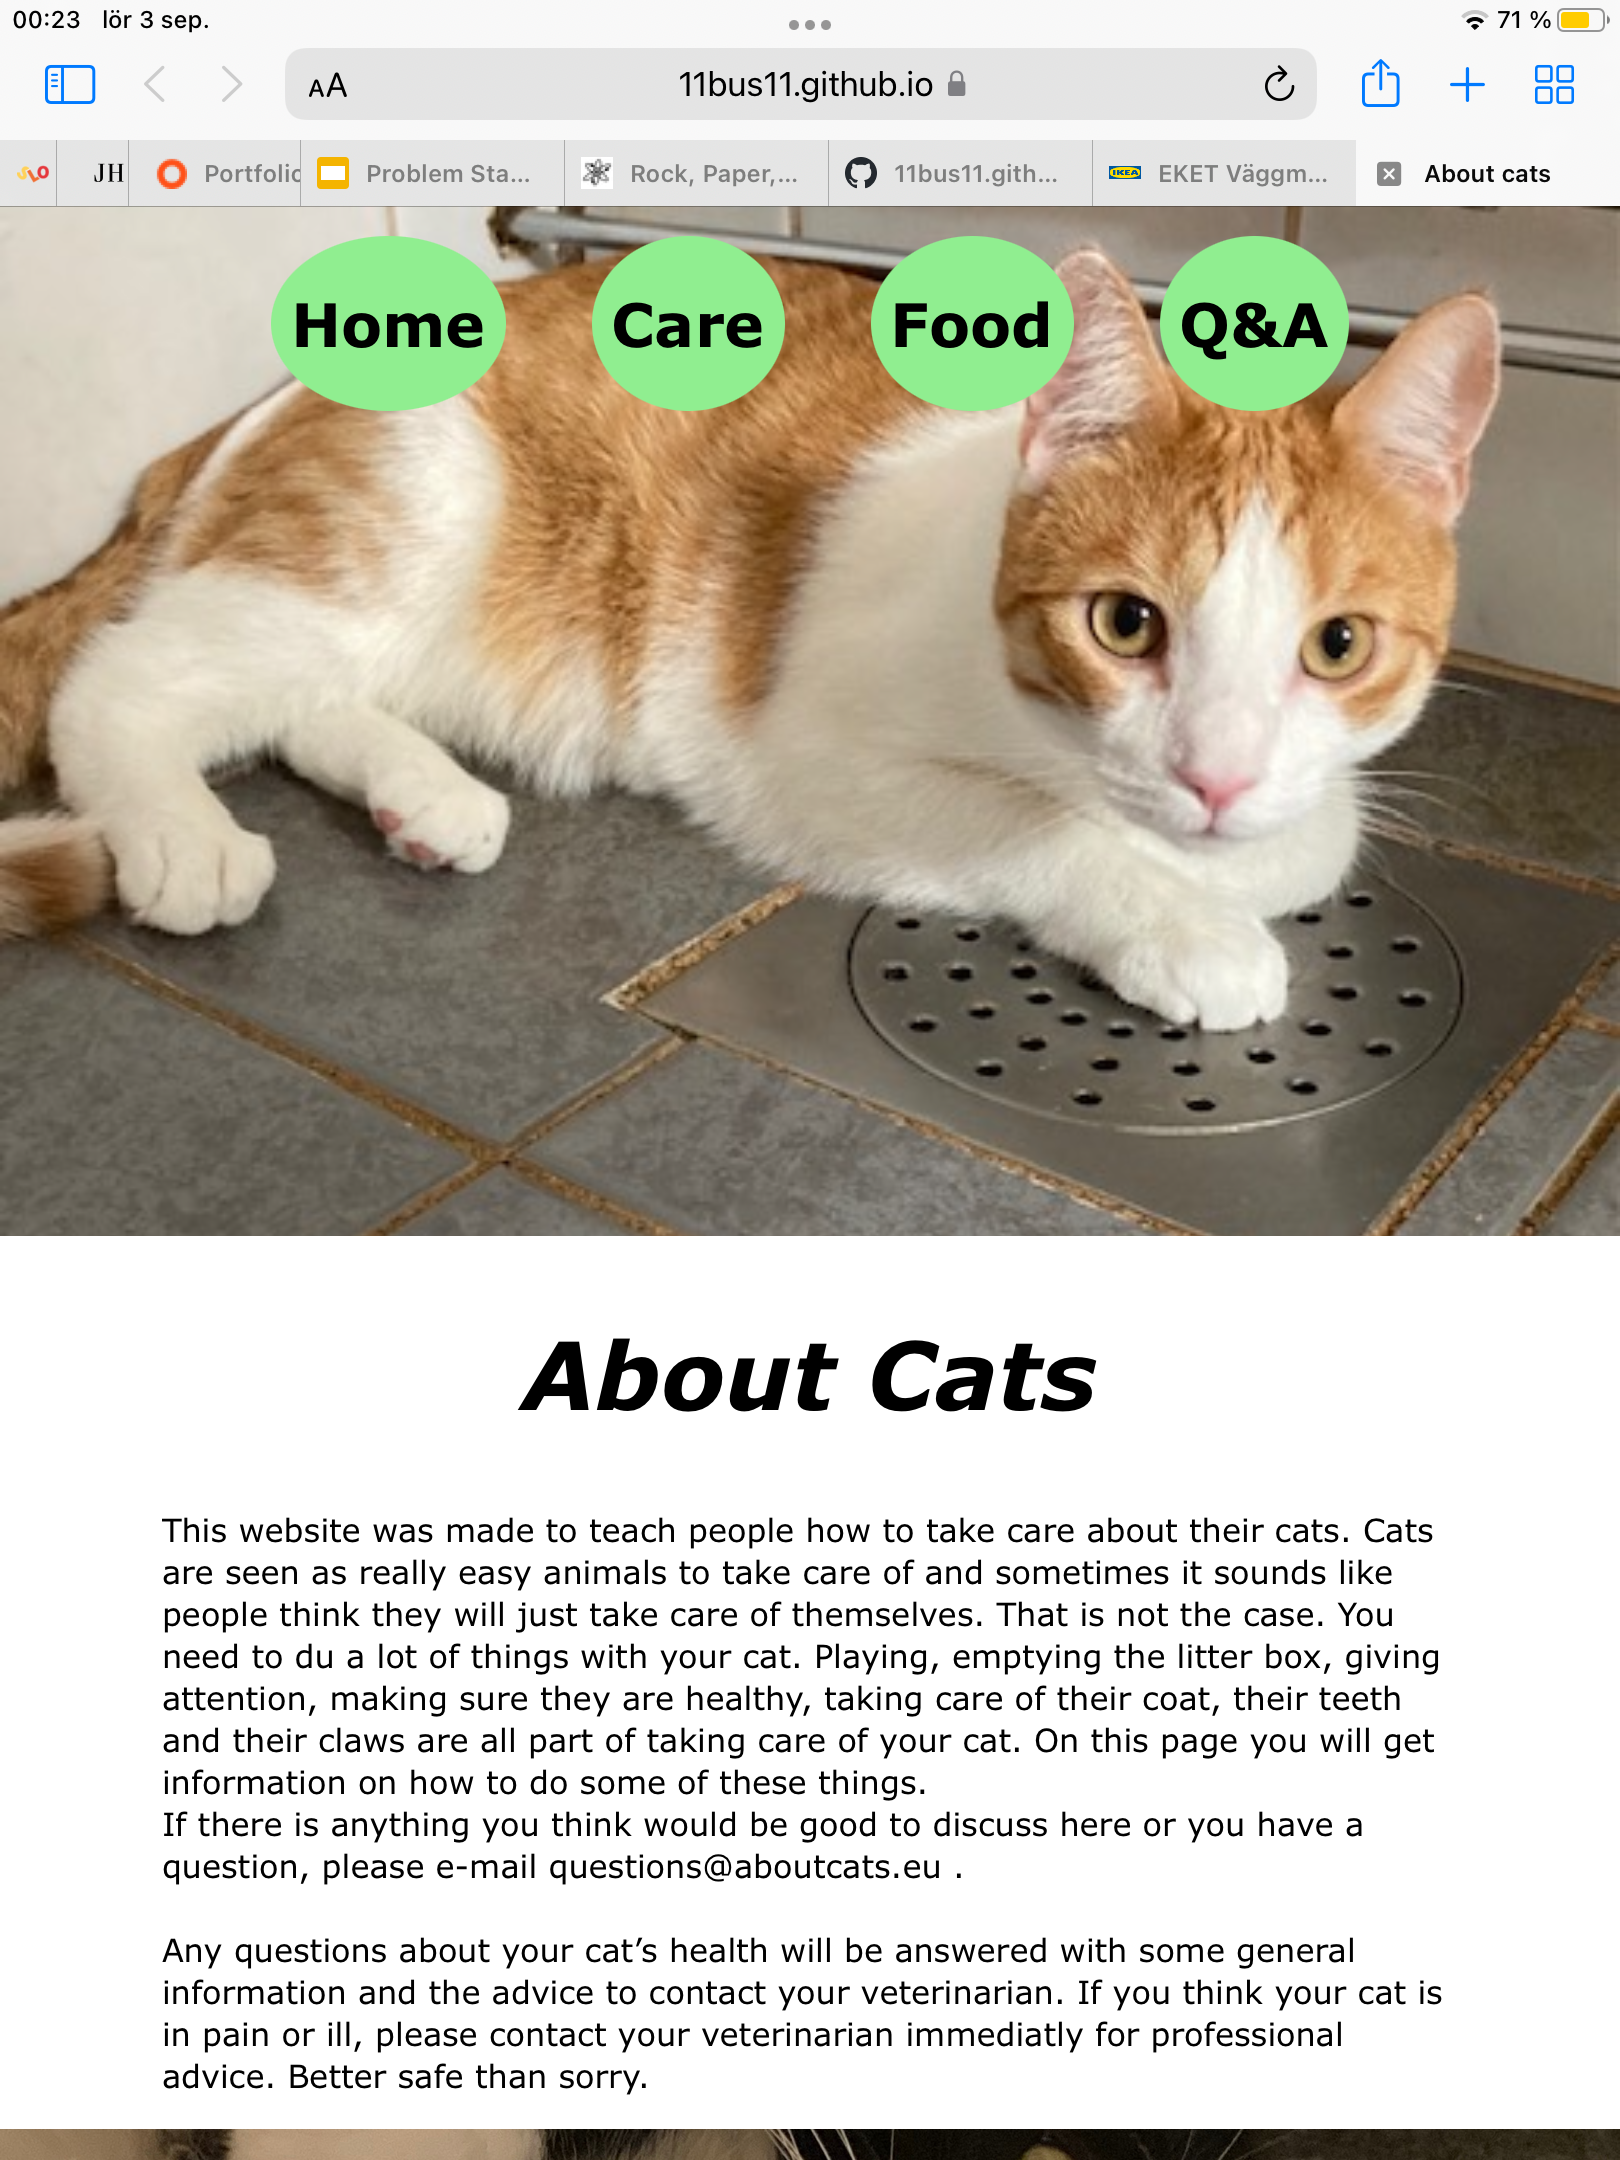 00:23 lör 3 sep.
71 %
AA
11bus11.github.io
SLO
JH
Portfolio
Problem Sta...
Rock, Paper,...
11bus11.gith...
IKEA
EKET Väggm...
About cats
Home
Care
Food
Q&A
About Cats
This website was made to teach people how to take care about their cats. Cats
are seen as really easy animals to take care of and sometimes it sounds like
people think they will just take care of themselves. That is not the case. You
need to du a lot of things with your cat. Playing, emptying the litter box, giving
attention, making sure they are healthy, taking care of their coat, their teeth
and their claws are all part of taking care of your cat. On this page you will get
information on how to do some of these things.
If there is anything you think would be good to discuss here or you have a
question, please e-mail questions@aboutcats.eu .
Any questions about your cat’s health will be answered with some general
information and the advice to contact your veterinarian. If you think your cat is
in pain or ill, please contact your veterinarian immediatly for professional
advice. Better safe than sorry.